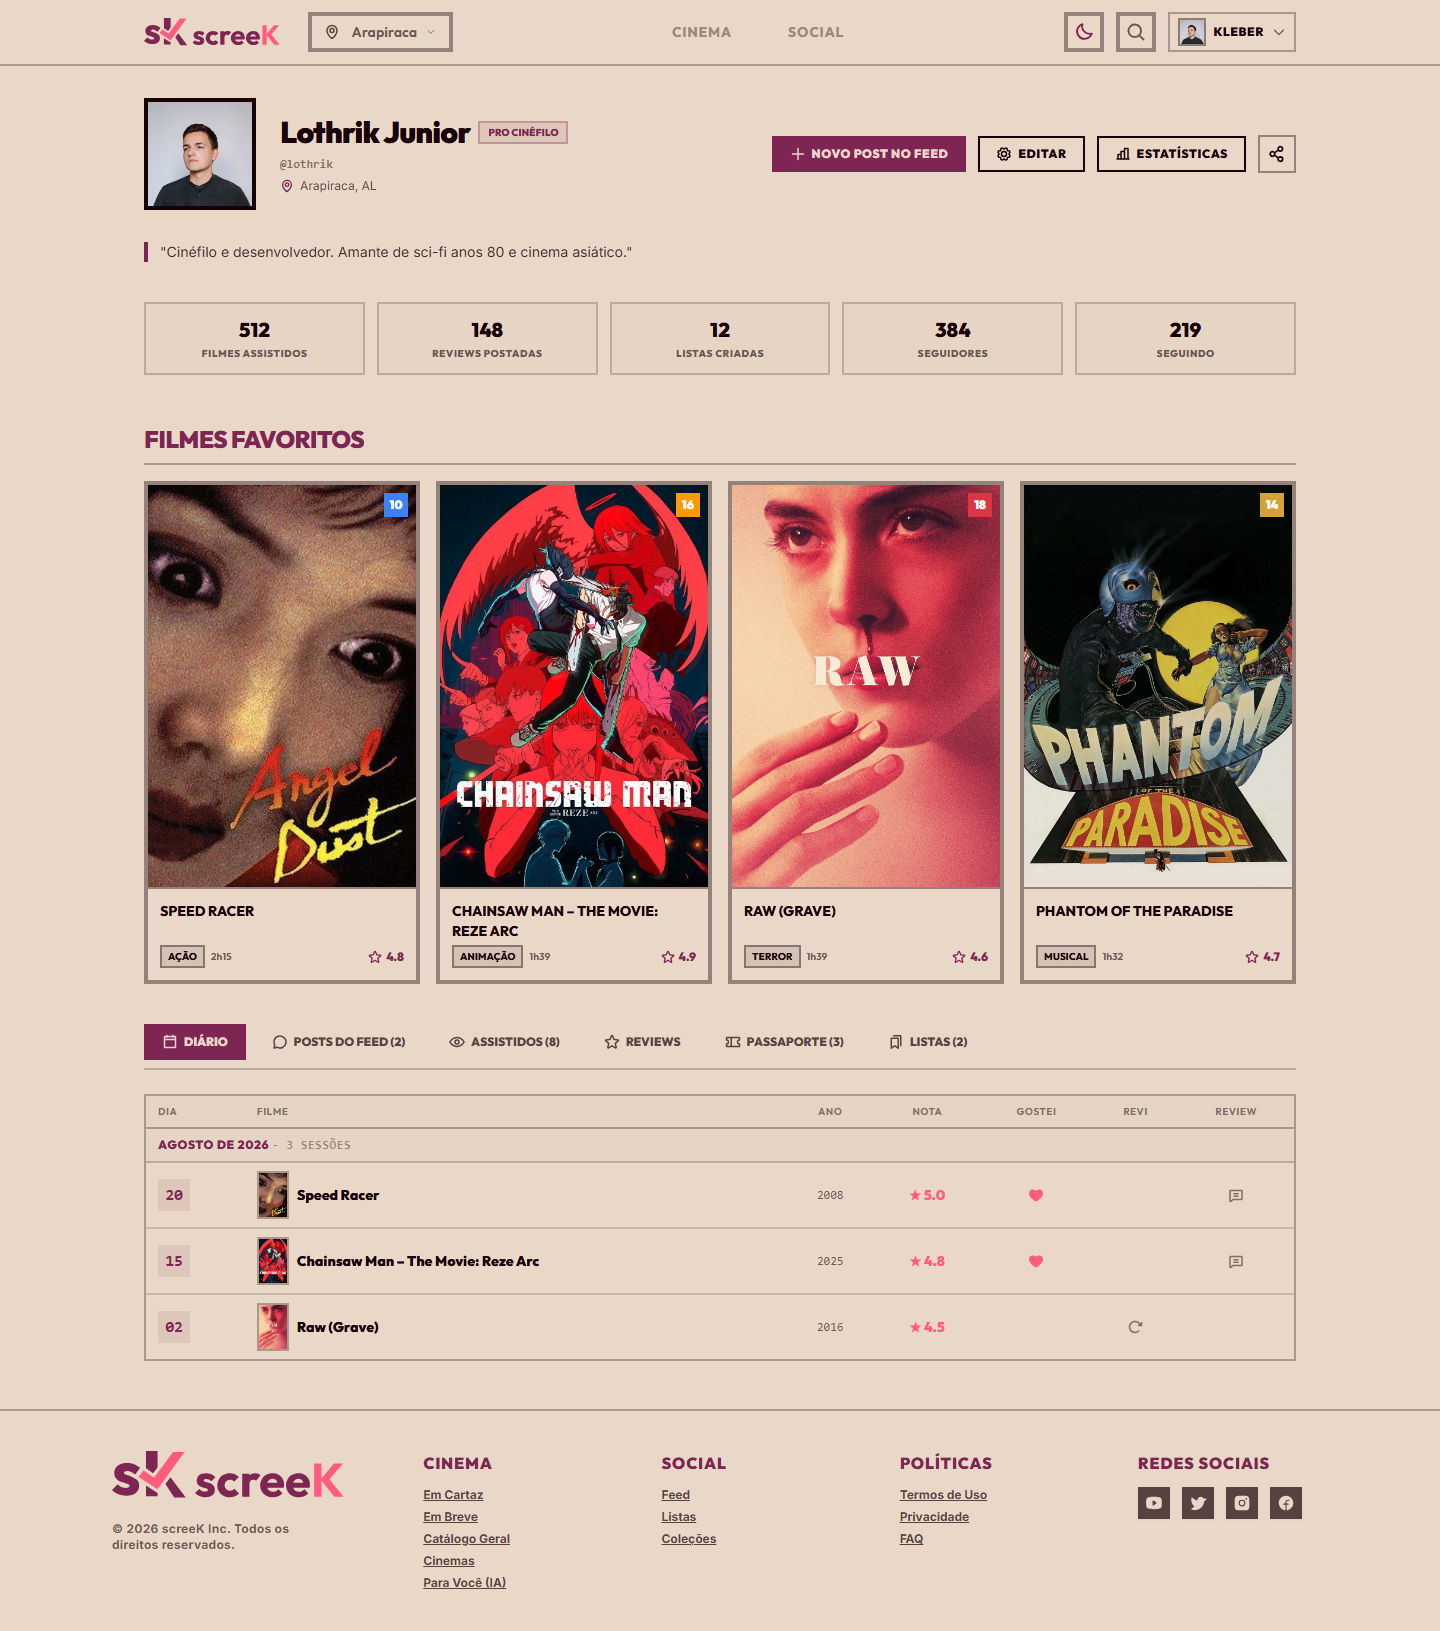 sK screeK
Arapiraca
CINEMA
SOCIAL
KLEBER
Lothrik Junior
PRO CINÉFILO
@lothrik
Arapiraca, AL
NOVO POST NO FEED
EDITAR
ESTATÍSTICAS
"Cinéfilo e desenvolvedor. Amante de sci-fi anos 80 e cinema asiático."
512
FILMES ASSISTIDOS
148
REVIEWS POSTADAS
12
LISTAS CRIADAS
384
SEGUIDORES
219
SEGUINDO
FILMES FAVORITOS
10
Angel
Dust
SPEED RACER
AÇÃO 2h15 4.8
16
CHAINSAW MAN
THE MOVIE REZE ARC
CHAINSAW MAN – THE MOVIE:
REZE ARC
ANIMAÇÃO 1h39 4.9
18
RAW
RAW (GRAVE)
TERROR 1h39 4.6
14
PHANTOM
OF THE
PARADISE
PHANTOM OF THE PARADISE
MUSICAL 1h32 4.7
DIÁRIO
POSTS DO FEED (2)
ASSISTIDOS (8)
REVIEWS
PASSAPORTE (3)
LISTAS (2)
DIA FILME ANO NOTA GOSTEI REVI REVIEW
AGOSTO DE 2026 - 3 SESSÕES
20 Speed Racer 2008 5.0
15 Chainsaw Man – The Movie: Reze Arc 2025 4.8
02 Raw (Grave) 2016 4.5
sK screeK
© 2026 screeK Inc. Todos os
direitos reservados.
CINEMA
Em Cartaz
Em Breve
Catálogo Geral
Cinemas
Para Você (IA)
SOCIAL
Feed
Listas
Coleções
POLÍTICAS
Termos de Uso
Privacidade
FAQ
REDES SOCIAIS